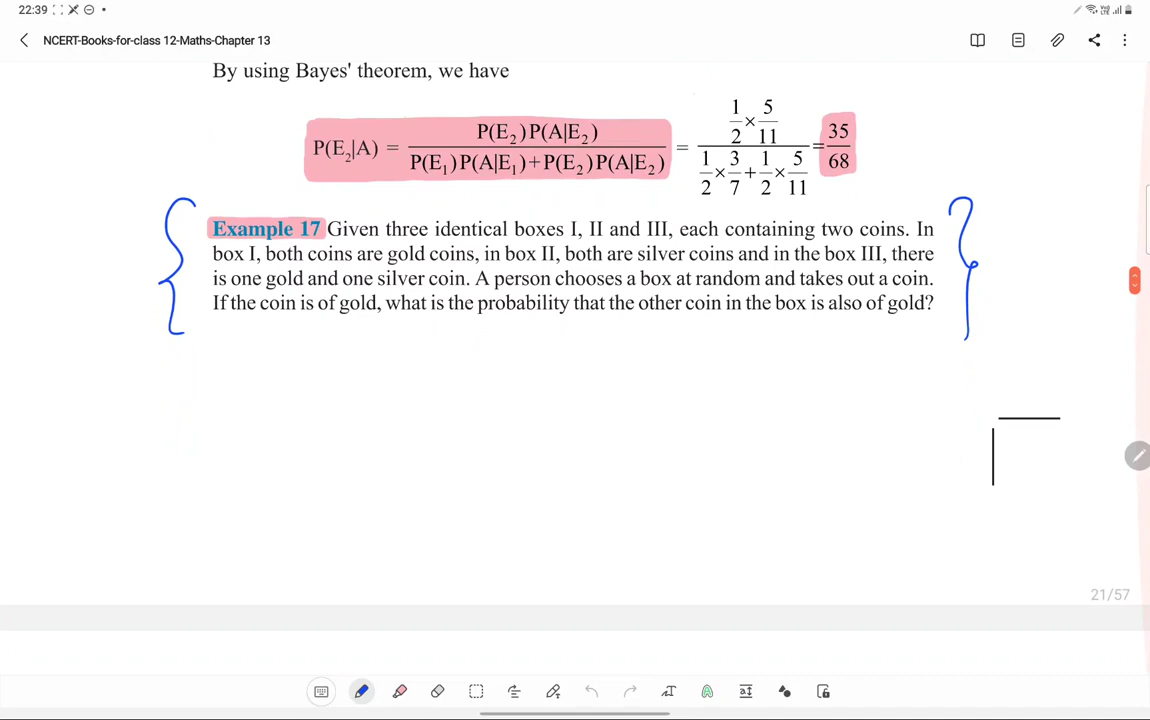 22:39
NCERT-Books-for-class 12-Maths-Chapter 13
By using Bayes' theorem, we have
P(E₂|A) = P(E₂)P(A|E₂) / P(E₁)P(A|E₁)+P(E₂)P(A|E₂) = 1/2 × 5/11 / 1/2 × 3/7 + 1/2 × 5/11 = 35/68
Example 17 Given three identical boxes I, II and III, each containing two coins. In
box I, both coins are gold coins, in box II, both are silver coins and in the box III, there
is one gold and one silver coin. A person chooses a box at random and takes out a coin.
If the coin is of gold, what is the probability that the other coin in the box is also of gold?
21/57